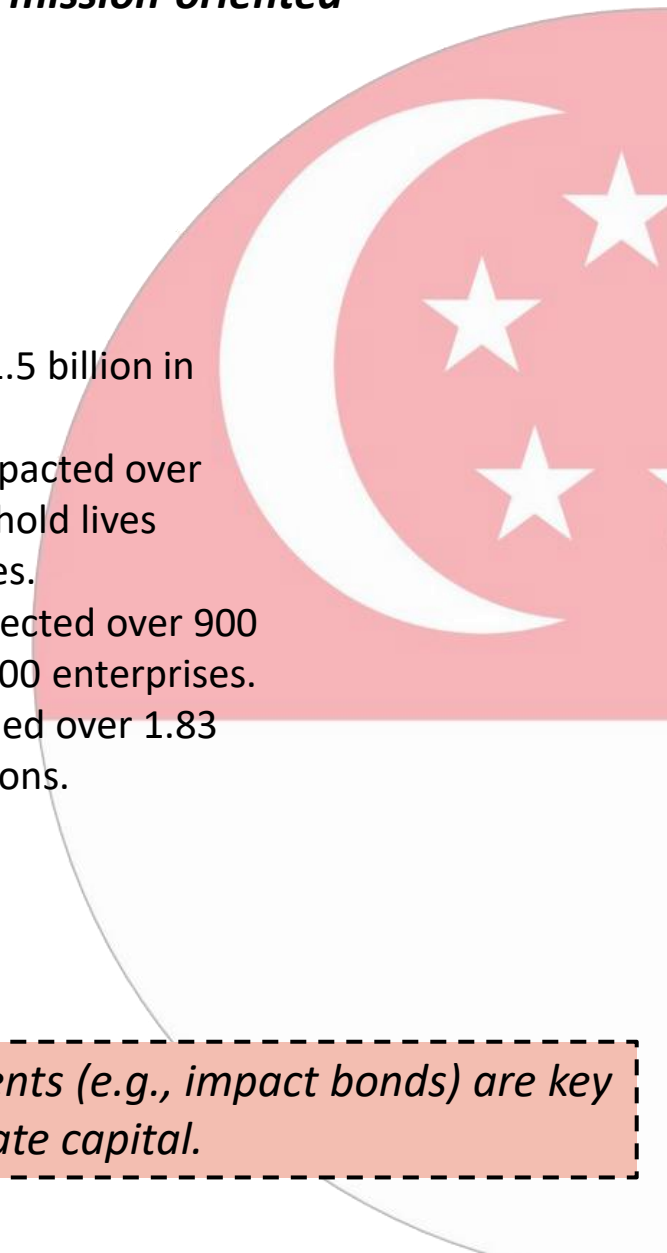 mission-oriented
.5 billion in
pacted over
hold lives
es.
ected over 900
00 enterprises.
ed over 1.83
ons.
ents (e.g., impact bonds) are key
ate capital.